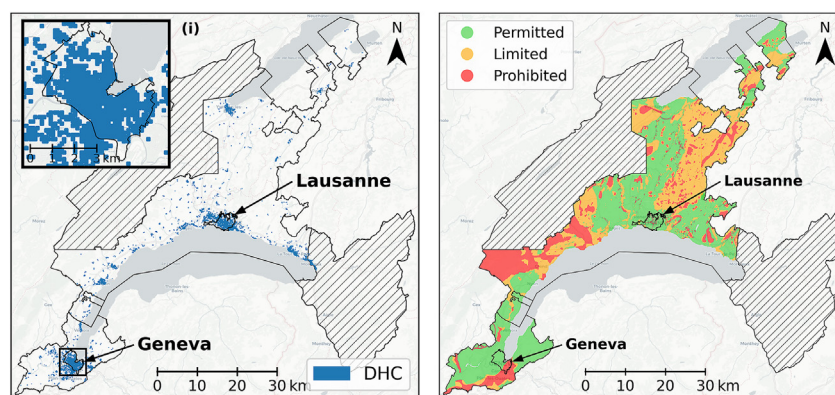 (i)
N
0 1 2 3 km
Lausanne
Geneva
DHC
0 10 20 30 km
Permitted
Limited
Prohibited
N
Lausanne
Geneva
0 10 20 30 km